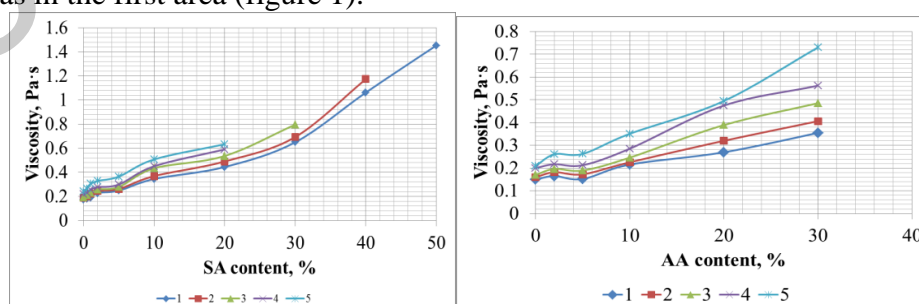 as in the first area (figure 1).
1.6
1.4
1.2
1
0.8
0.6
0.4
0.2
0
0 10 20 30 40 50
Viscosity, Pa·s
SA content, %
1 2 3 4 5
0.8
0.7
0.6
0.5
0.4
0.3
0.2
0.1
0
0 10 20 30 40
Viscosity, Pa·s
AA content, %
1 2 3 4 5